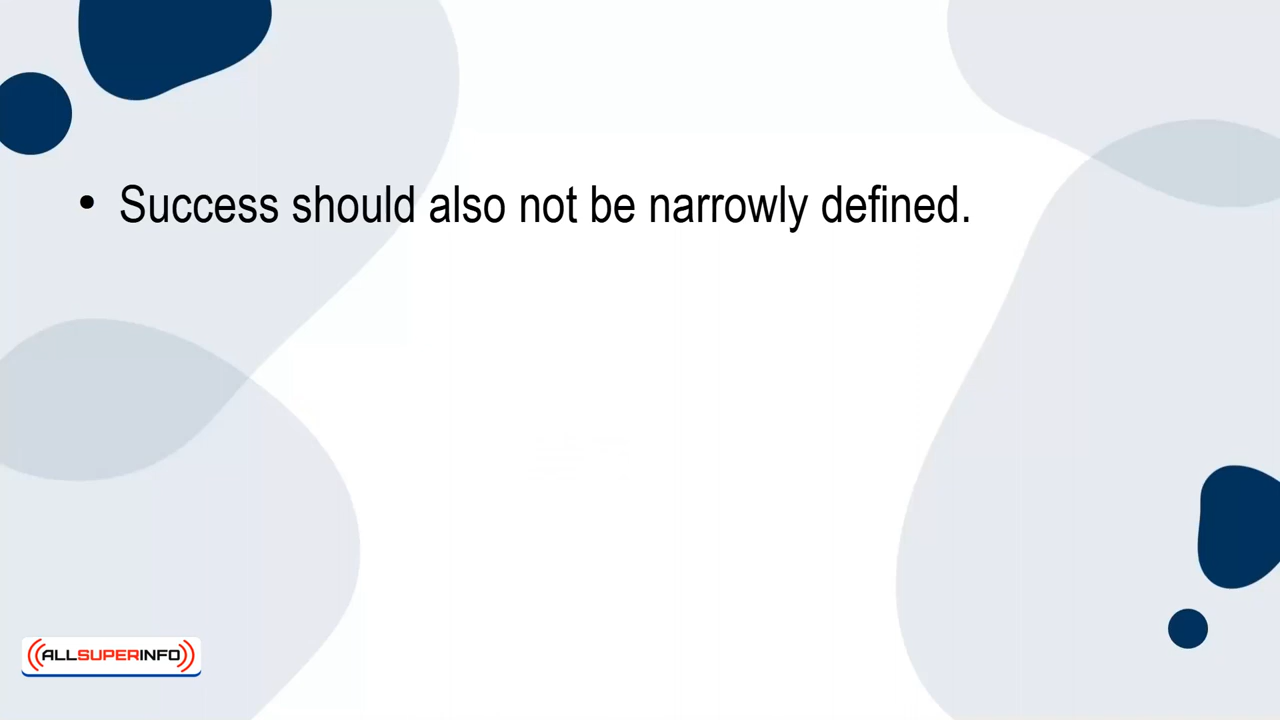 • Success should also not be narrowly defined.
ALLSUPERINFO